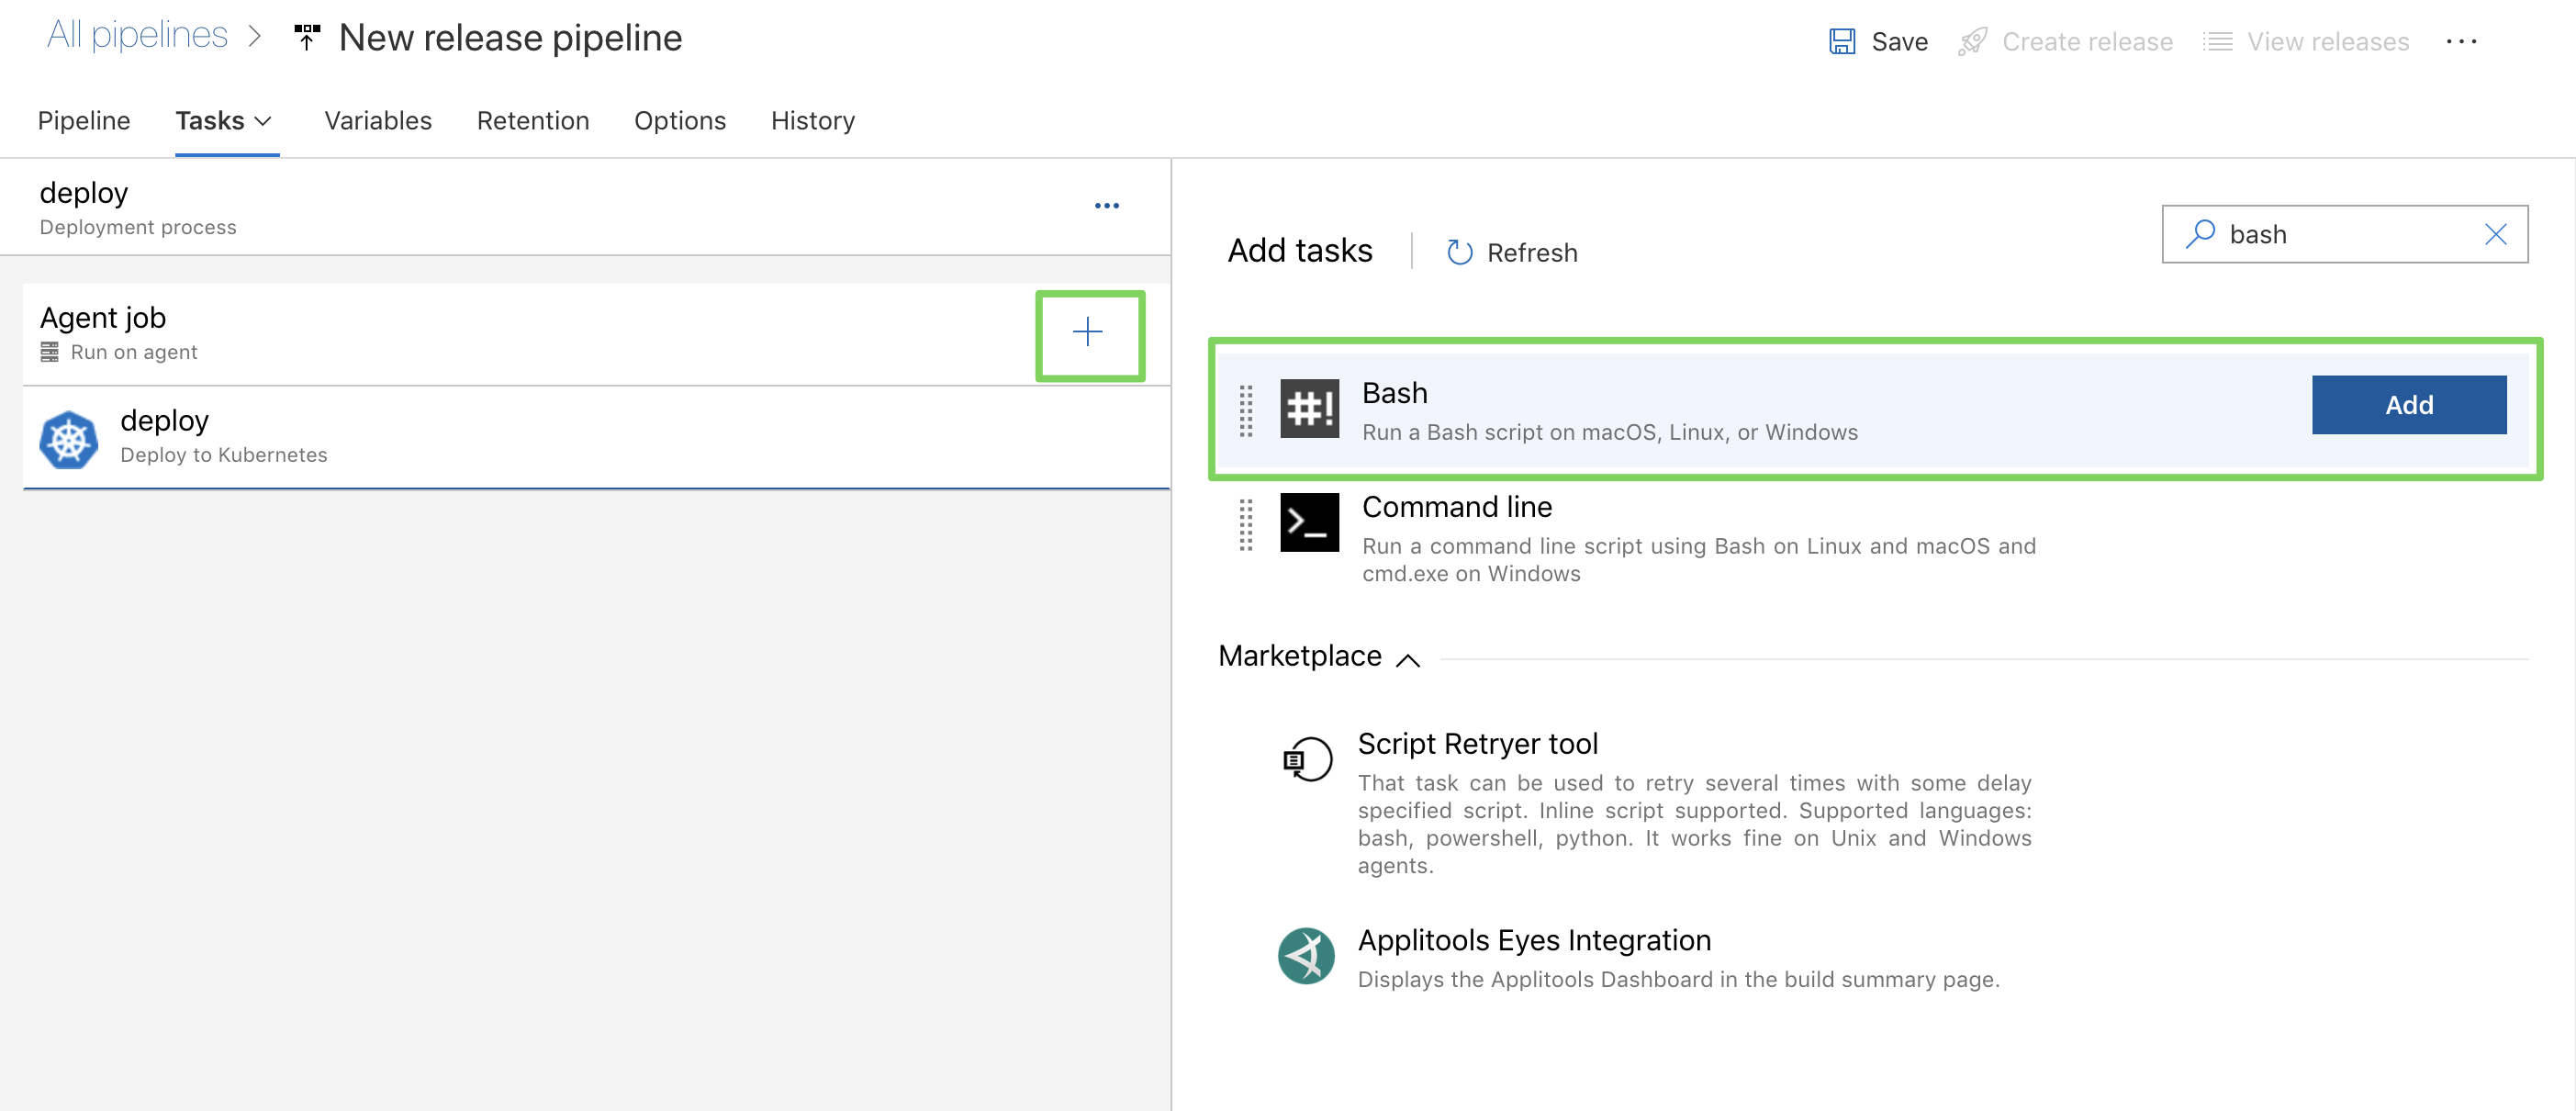 All pipelines > New release pipeline
Save Create release View releases ...
Pipeline Tasks Variables Retention Options History
deploy
Deployment process
Agent job
Run on agent
deploy
Deploy to Kubernetes
Add tasks Refresh
bash
#!
Bash
Run a Bash script on macOS, Linux, or Windows
Add
>_
Command line
Run a command line script using Bash on Linux and macOS and
cmd.exe on Windows
Marketplace
Script Retryer tool
That task can be used to retry several times with some delay
specified script. Inline script supported. Supported languages:
bash, powershell, python. It works fine on Unix and Windows
agents.
Applitools Eyes Integration
Displays the Applitools Dashboard in the build summary page.